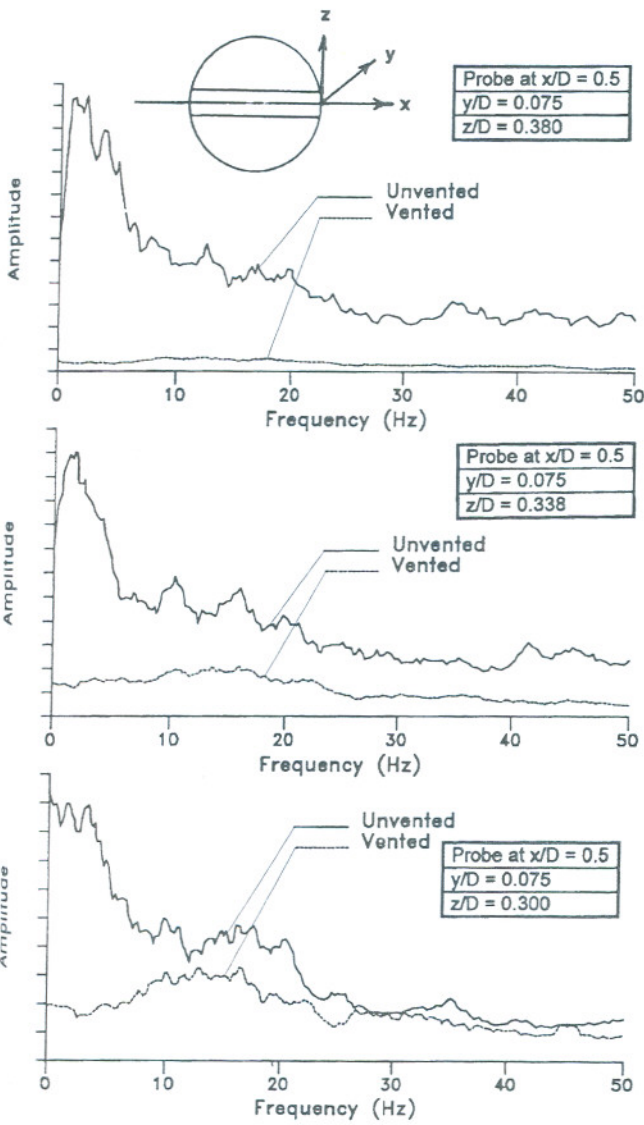 z
y
x
Probe at x/D = 0.5
y/D = 0.075
z/D = 0.380
Unvented
Vented
Amplitude
0 10 20 30 40 50
Frequency (Hz)
Probe at x/D = 0.5
y/D = 0.075
z/D = 0.338
Unvented
Vented
Amplitude
0 10 20 30 40 50
Frequency (Hz)
Unvented
Vented
Probe at x/D = 0.5
y/D = 0.075
z/D = 0.300
Amplitude
0 10 20 30 40 50
Frequency (Hz)